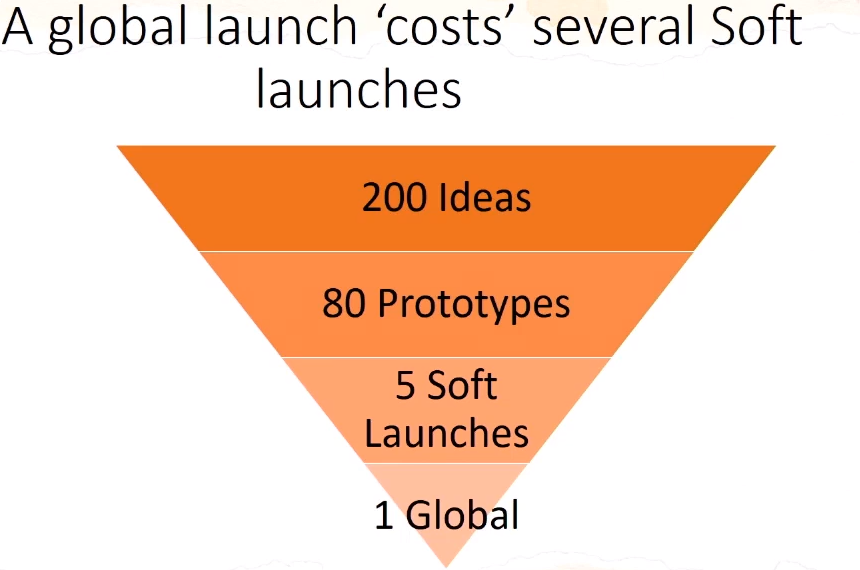 A global launch ‘costs’ several Soft
launches
200 Ideas
80 Prototypes
5 Soft
Launches
1 Global